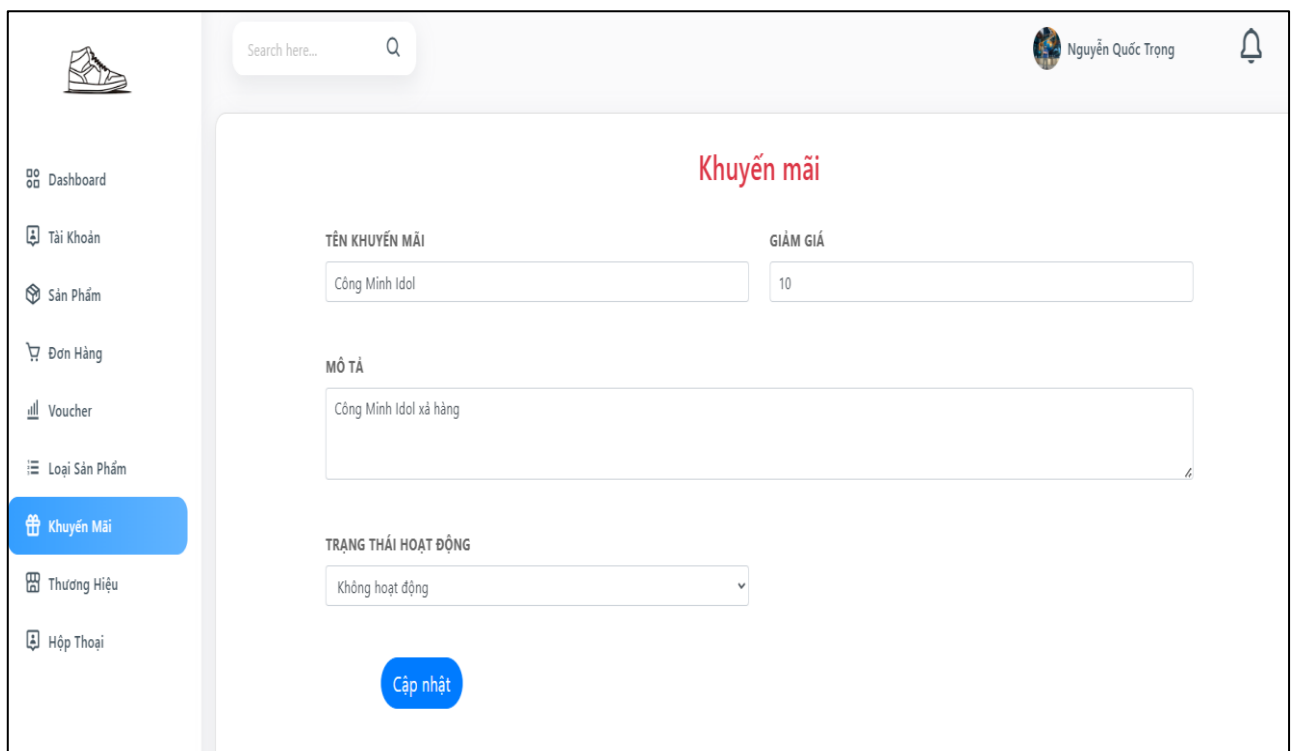 Search here...
Nguyễn Quốc Trọng
Dashboard
Tài Khoản
Sản Phẩm
Đơn Hàng
Voucher
Loại Sản Phẩm
Khuyến Mãi
Thương Hiệu
Hộp Thoại
Khuyến mãi
TÊN KHUYẾN MÃI
GIẢM GIÁ
Công Minh Idol
10
MÔ TẢ
Công Minh Idol xả hàng
TRẠNG THÁI HOẠT ĐỘNG
Không hoạt động
Cập nhật